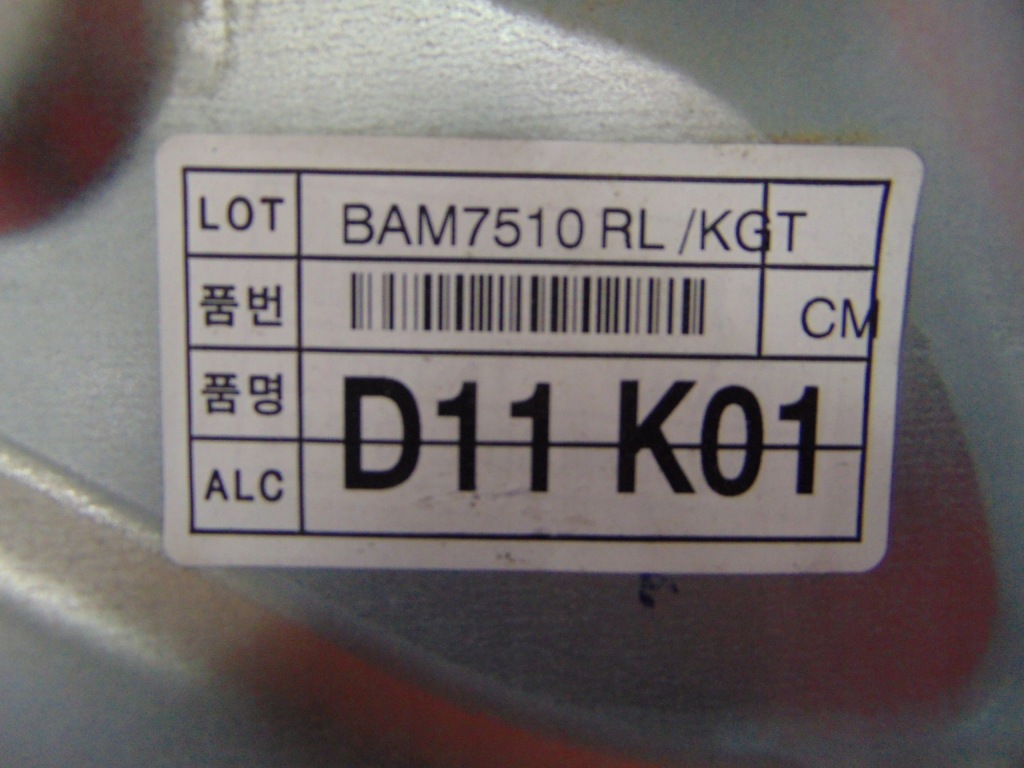 LOT BAM7510 RL /KGT
품번 CM
품명 D11 K01
ALC